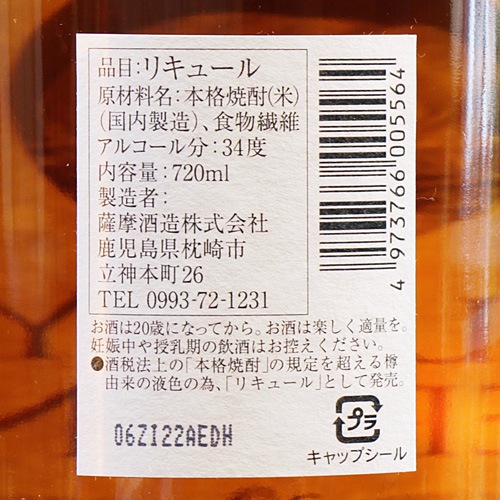 品目:リキュール
原材料名:本格焼酎(米)
(国内製造)、食物繊維
アルコール分:34度
内容量:720ml
製造者:
薩摩酒造株式会社
鹿児島県枕崎市
立神本町26
TEL 0993-72-1231
4 973766 005564
お酒は20歳になってから。お酒は楽しく適量を。
妊娠中や授乳期の飲酒はお控えください。
●酒税法上の「本格焼酎」の規定を超える樽
由来の液色の為、「リキュール」として発売。
06Z122AEDH
プラ
キャップシール